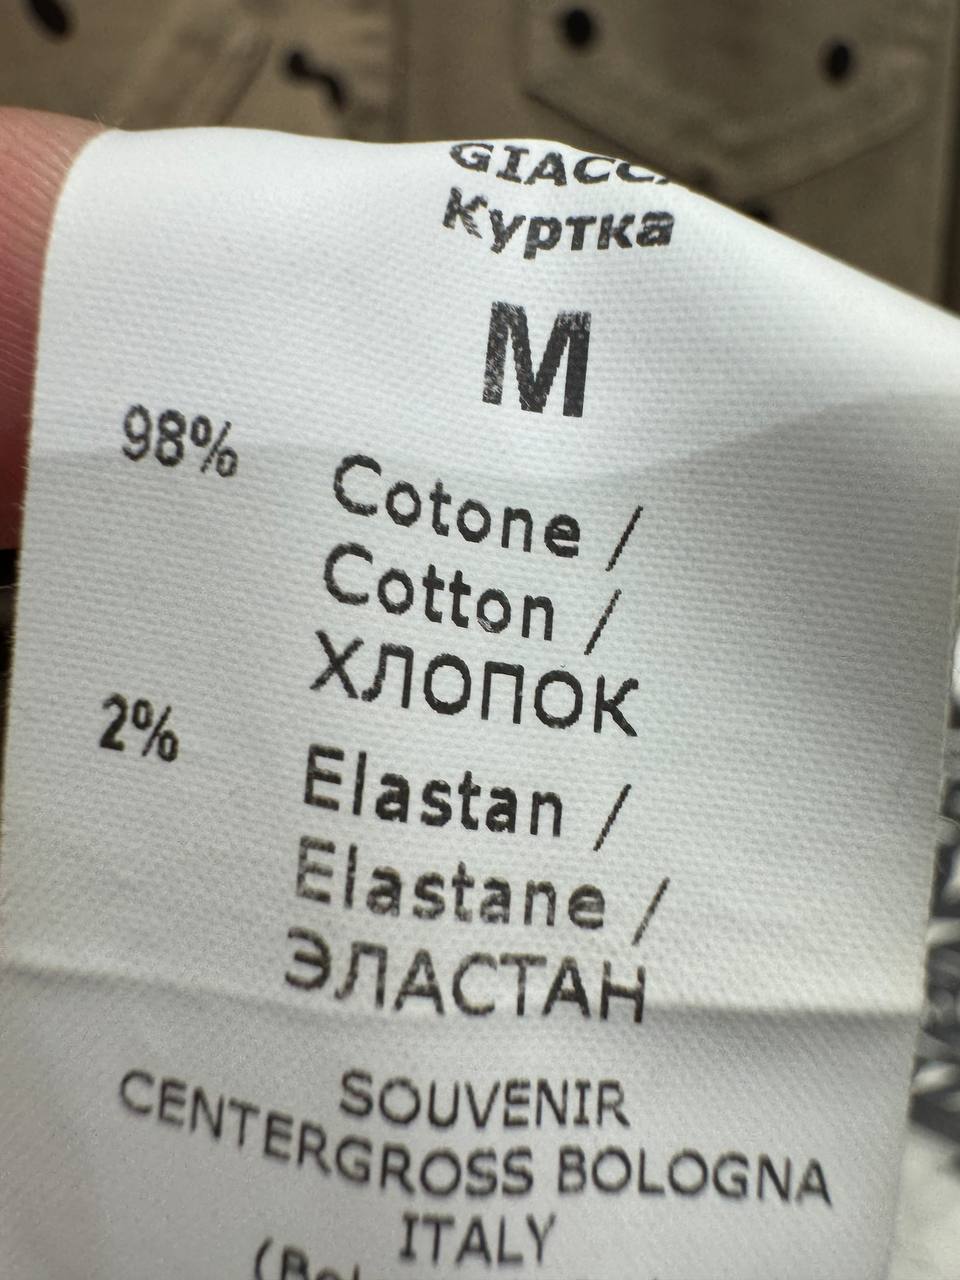 Куртка
M
98% Cotone /
Cotton /
ХЛОПОК
2% Elastan /
Elastane /
ЭЛАСТАН
SOUVENIR
CENTERGROSS BOLOGNA
ITALY